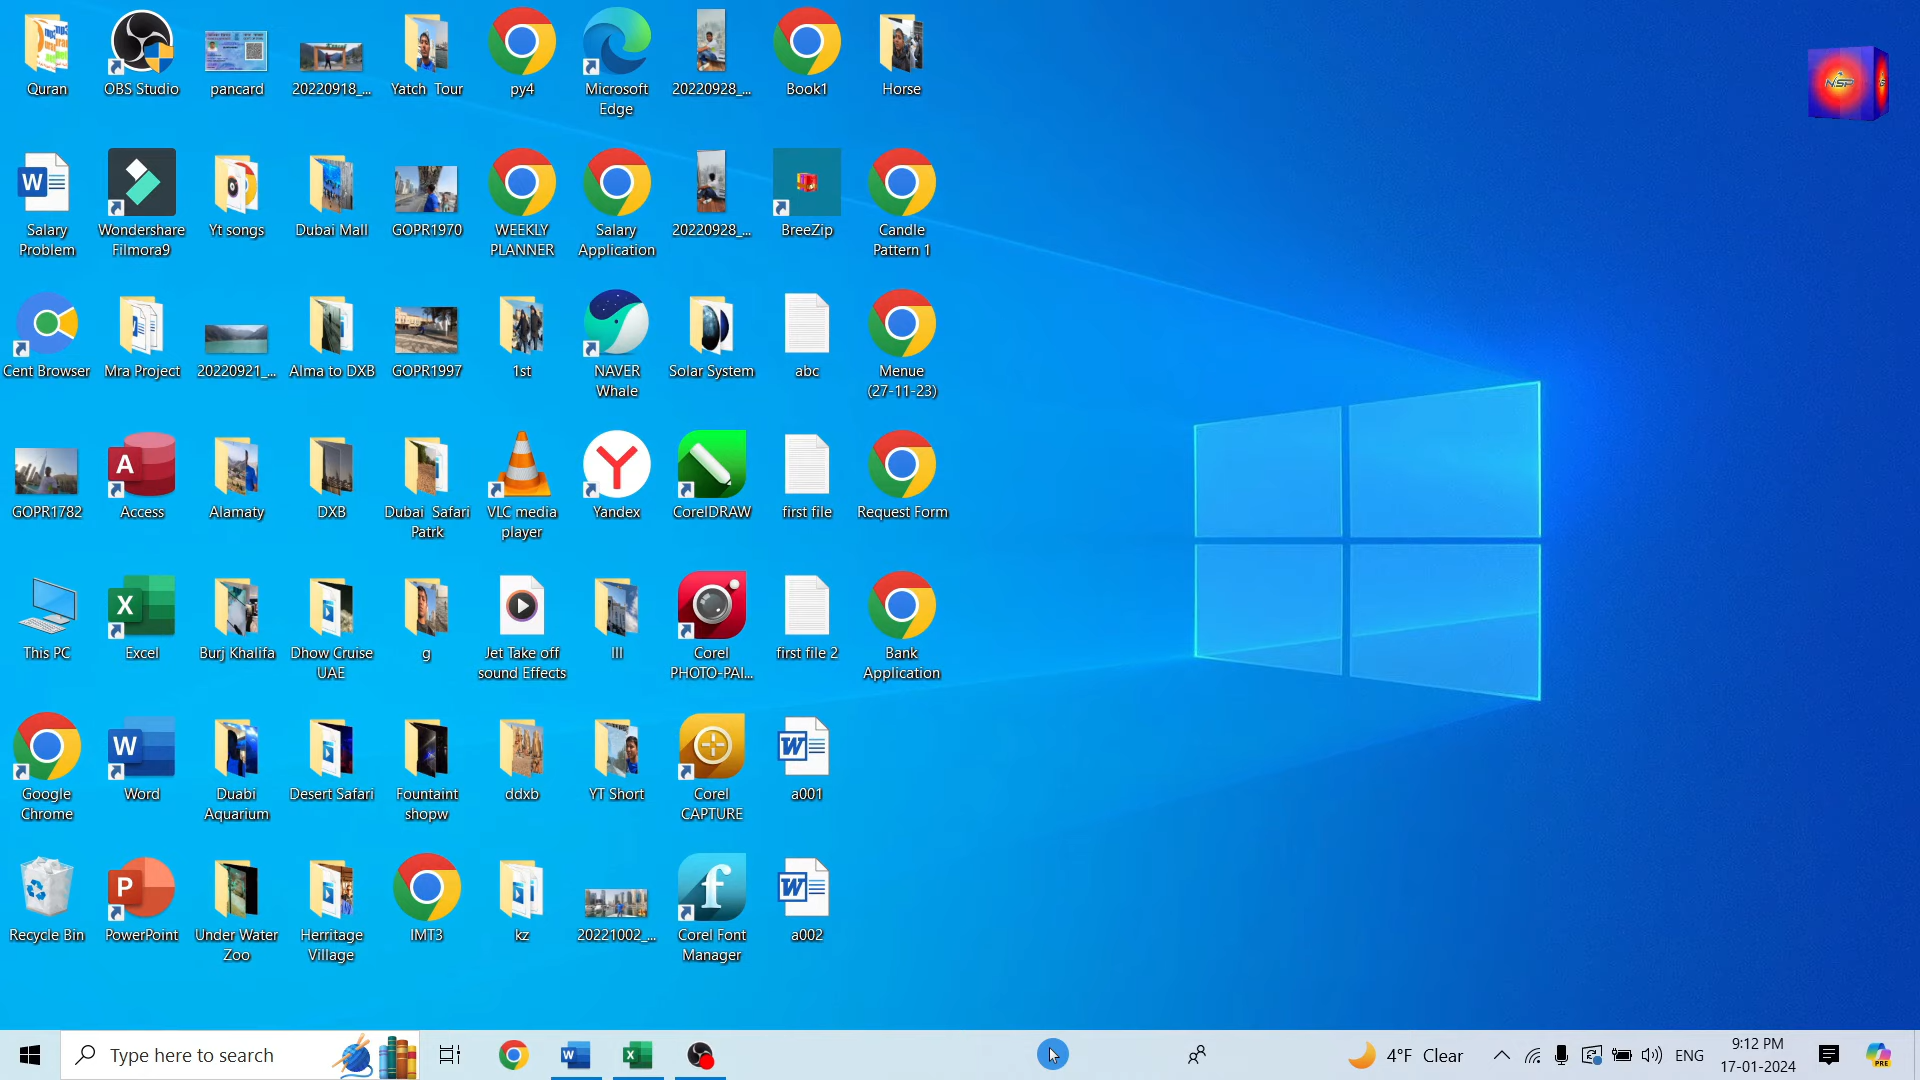 Quran
OBS Studio
pancard
20220918_...
Yatch Tour
py4
Microsoft
Edge
20220928_...
Book1
Horse
NSP
Salary
Problem
Wondershare
Filmora9
Yt songs
Dubai Mall
GOPR1970
WEEKLY
PLANNER
Salary
Application
20220928_...
BreeZip
Candle
Pattern 1
Cent Browser
Mra Project
20220921_...
Alma to DXB
GOPR1997
1st
NAVER
Whale
Solar System
abc
Menue
(27-11-23)
GOPR1782
Access
Alamaty
DXB
Dubai Safari
Patrk
VLC media
player
Yandex
CorelDRAW
first file
Request Form
This PC
Excel
Burj Khalifa
Dhow Cruise
UAE
g
Jet Take off
sound Effects
lll
Corel
PHOTO-PAI...
first file 2
Bank
Application
Google
Chrome
Word
Duabi
Aquarium
Desert Safari
Fountaint
shopw
ddxb
YT Short
Corel
CAPTURE
a001
Recycle Bin
PowerPoint
Under Water
Zoo
Herritage
Village
IMT3
kz
20221002_...
Corel Font
Manager
a002
Type here to search
4°F Clear
ENG
9:12 PM
17-01-2024
PRE